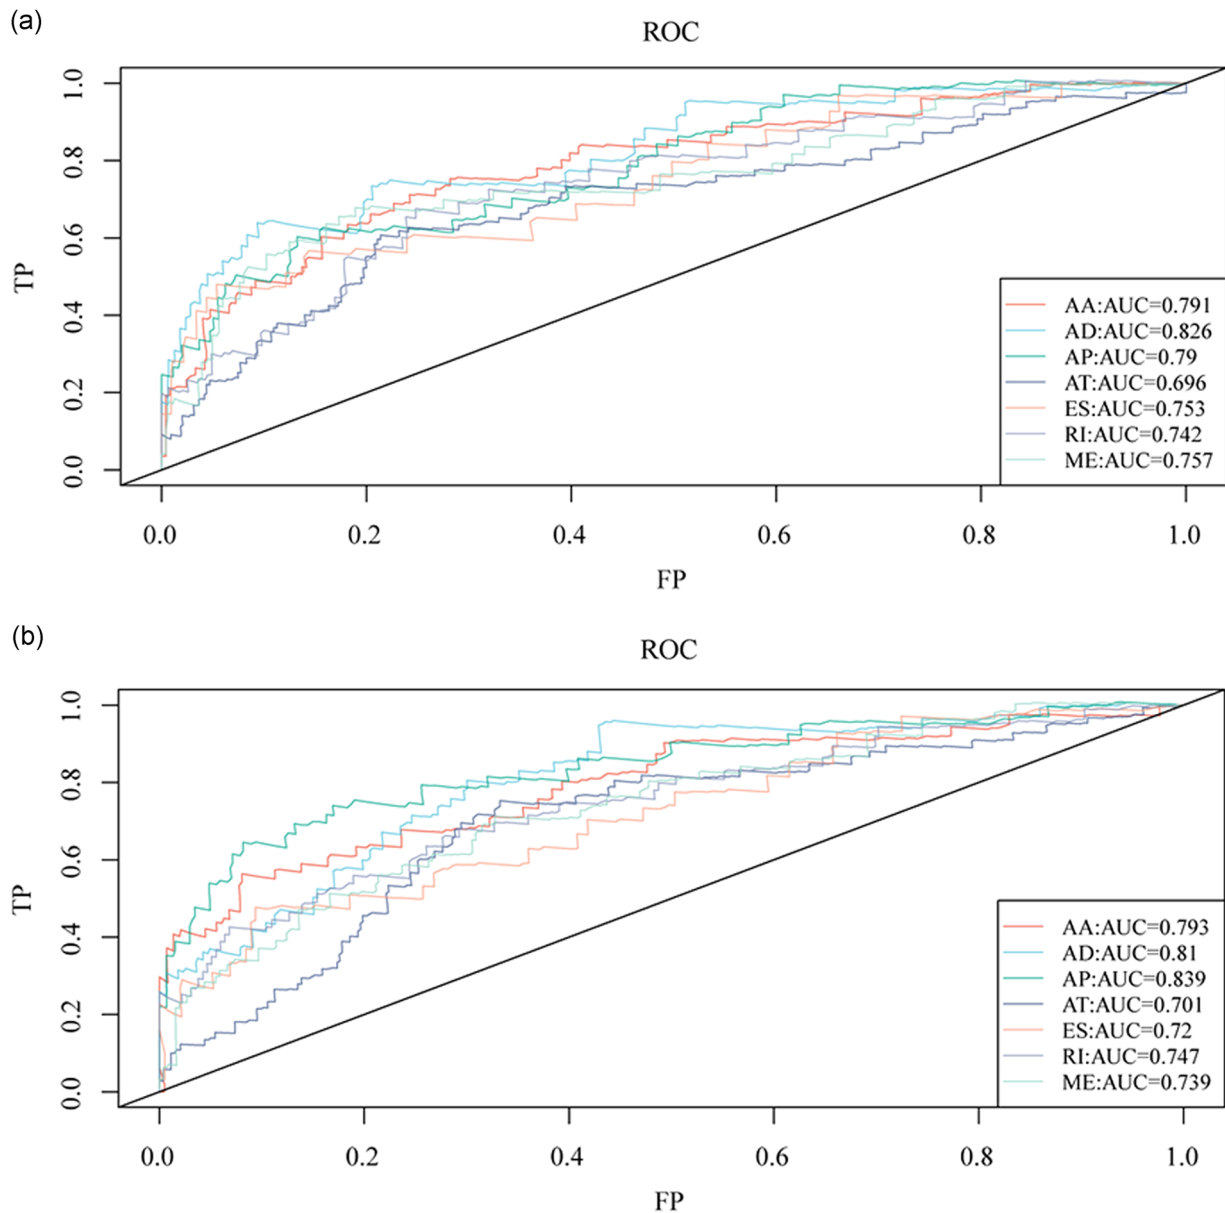 (a)
ROC
TP
1.0
0.8
0.6
0.4
0.2
0.0
AA:AUC=0.791
AD:AUC=0.826
AP:AUC=0.79
AT:AUC=0.696
ES:AUC=0.753
RI:AUC=0.742
ME:AUC=0.757
0.0 0.2 0.4 0.6 0.8 1.0
FP
(b)
ROC
TP
1.0
0.8
0.6
0.4
0.2
0.0
AA:AUC=0.793
AD:AUC=0.81
AP:AUC=0.839
AT:AUC=0.701
ES:AUC=0.72
RI:AUC=0.747
ME:AUC=0.739
0.0 0.2 0.4 0.6 0.8 1.0
FP